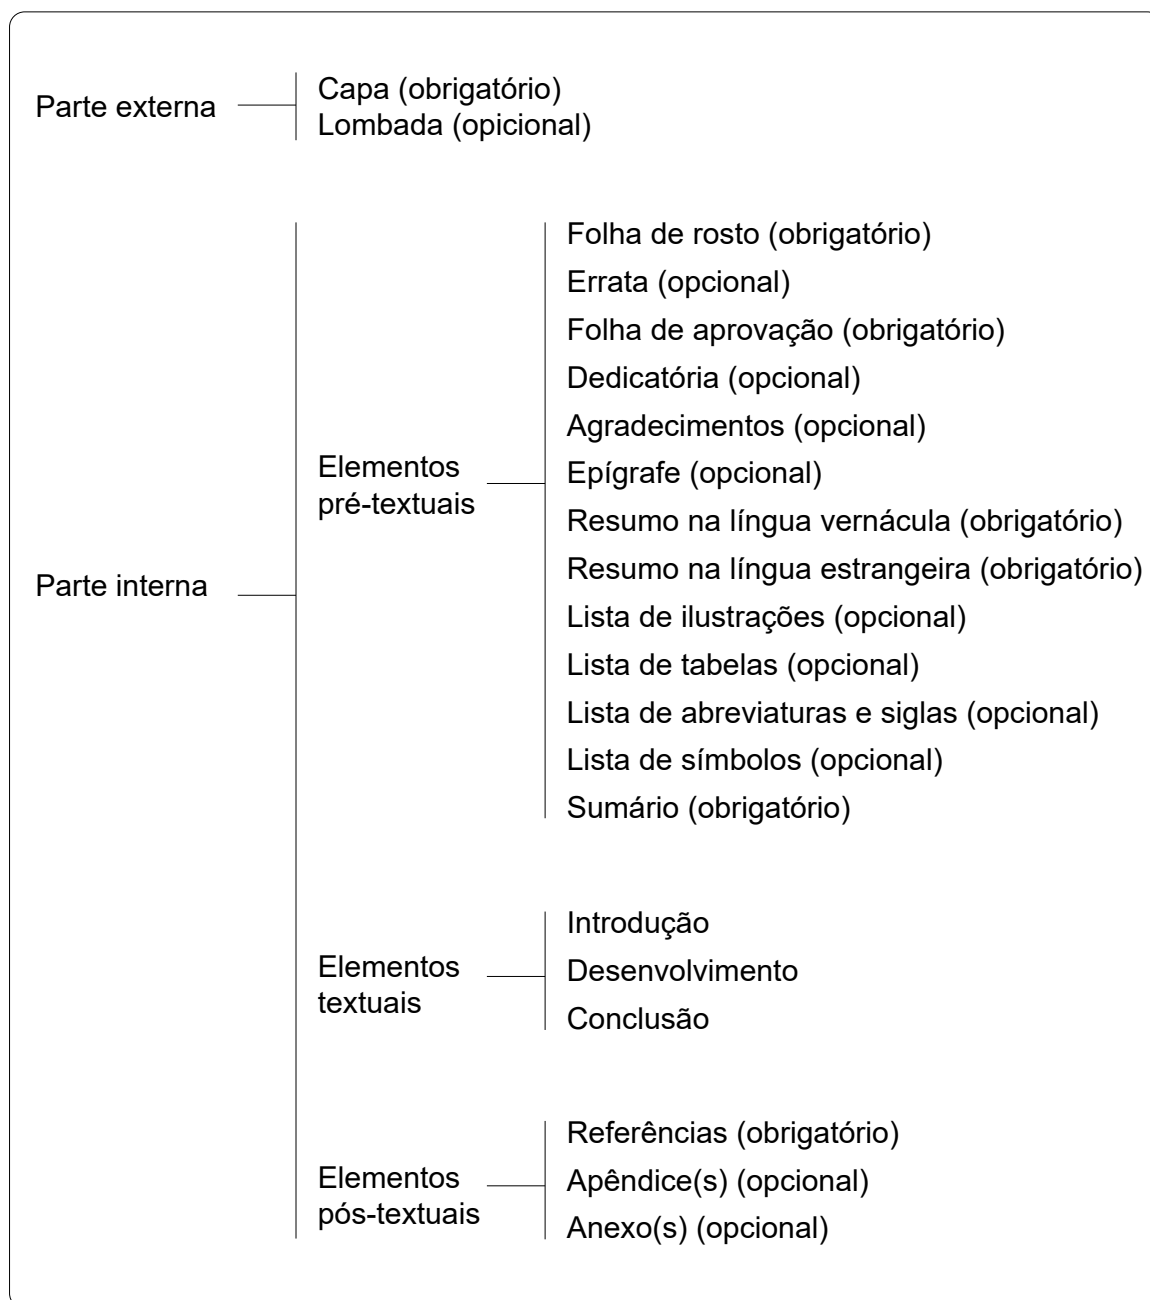 Parte externa
Capa (obrigatório)
Lombada (opicional)
Parte interna
Elementos
pré-textuais
Folha de rosto (obrigatório)
Errata (opcional)
Folha de aprovação (obrigatório)
Dedicatória (opcional)
Agradecimentos (opcional)
Epígrafe (opcional)
Resumo na língua vernácula (obrigatório)
Resumo na língua estrangeira (obrigatório)
Lista de ilustrações (opcional)
Lista de tabelas (opcional)
Lista de abreviaturas e siglas (opcional)
Lista de símbolos (opcional)
Sumário (obrigatório)
Elementos
textuais
Introdução
Desenvolvimento
Conclusão
Elementos
pós-textuais
Referências (obrigatório)
Apêndice(s) (opcional)
Anexo(s) (opcional)